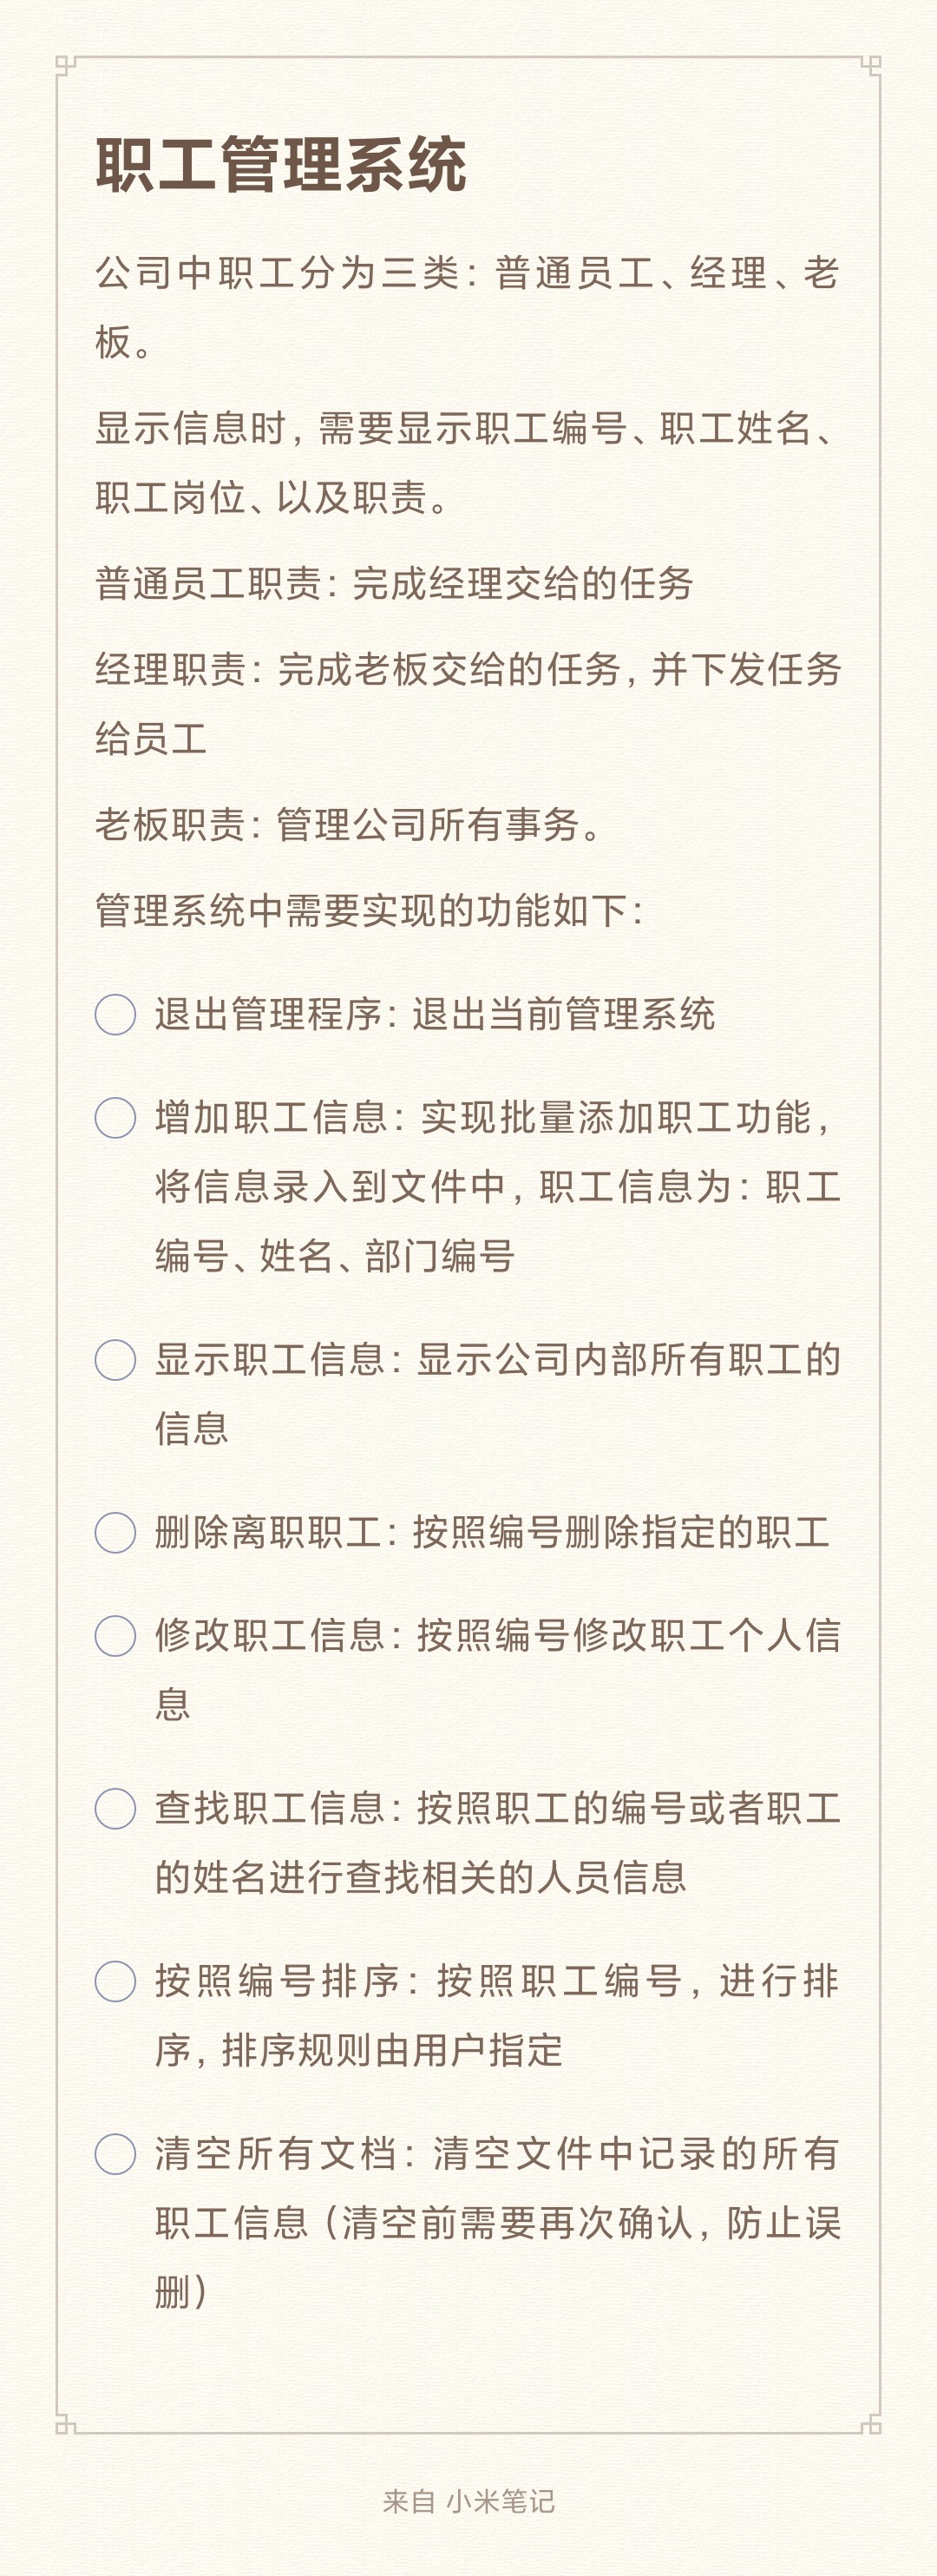 职工管理系统
公司中职工分为三类：普通员工、经理、老
板。
显示信息时，需要显示职工编号、职工姓名、
职工岗位、以及职责。
普通员工职责：完成经理交给的任务
经理职责：完成老板交给的任务，并下发任务
给员工
老板职责：管理公司所有事务。
管理系统中需要实现的功能如下：
退出管理程序：退出当前管理系统
增加职工信息：实现批量添加职工功能，
将信息录入到文件中，职工信息为：职工
编号、姓名、部门编号
显示职工信息：显示公司内部所有职工的
信息
删除离职职工：按照编号删除指定的职工
修改职工信息：按照编号修改职工个人信
息
查找职工信息：按照职工的编号或者职工
的姓名进行查找相关的人员信息
按照编号排序：按照职工编号，进行排
序，排序规则由用户指定
清空所有文档：清空文件中记录的所有
职工信息（清空前需要再次确认，防止误
删）
来自 小米笔记